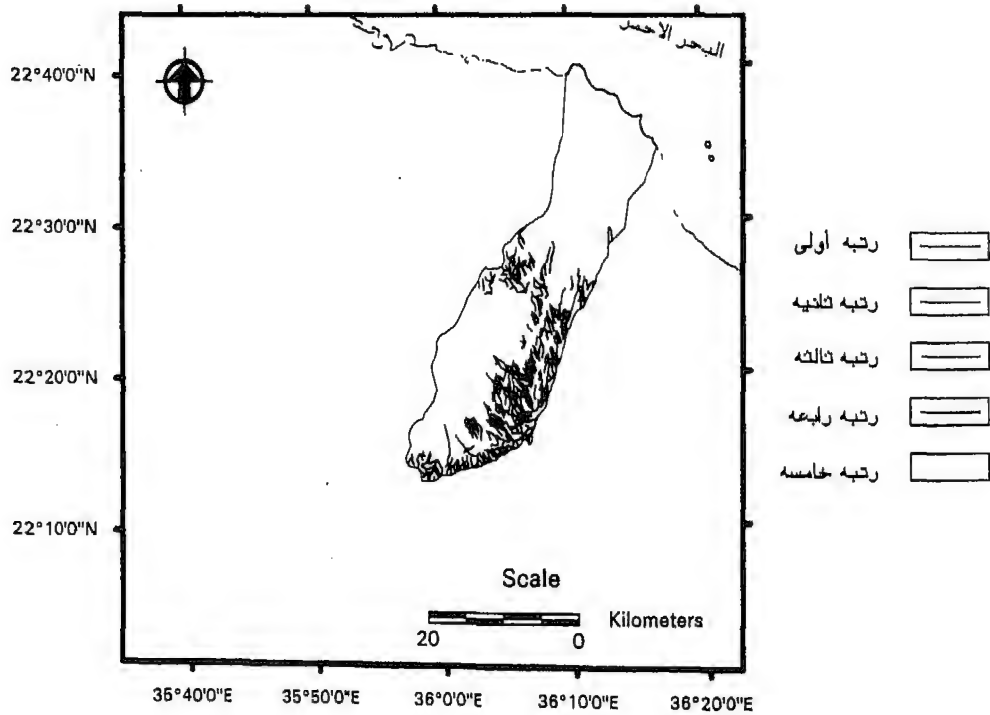 البحر الاحمر
22°40'0"N
22°30'0"N
22°20'0"N
22°10'0"N
رتبه أولى
رتبه ثانيه
رتبه ثالثه
رتبه رابعه
رتبه خامسه
Scale
20 0 Kilometers
36°40'0"E 35°50'0"E 36°0'0"E 36°10'0"E 36°20'0"E